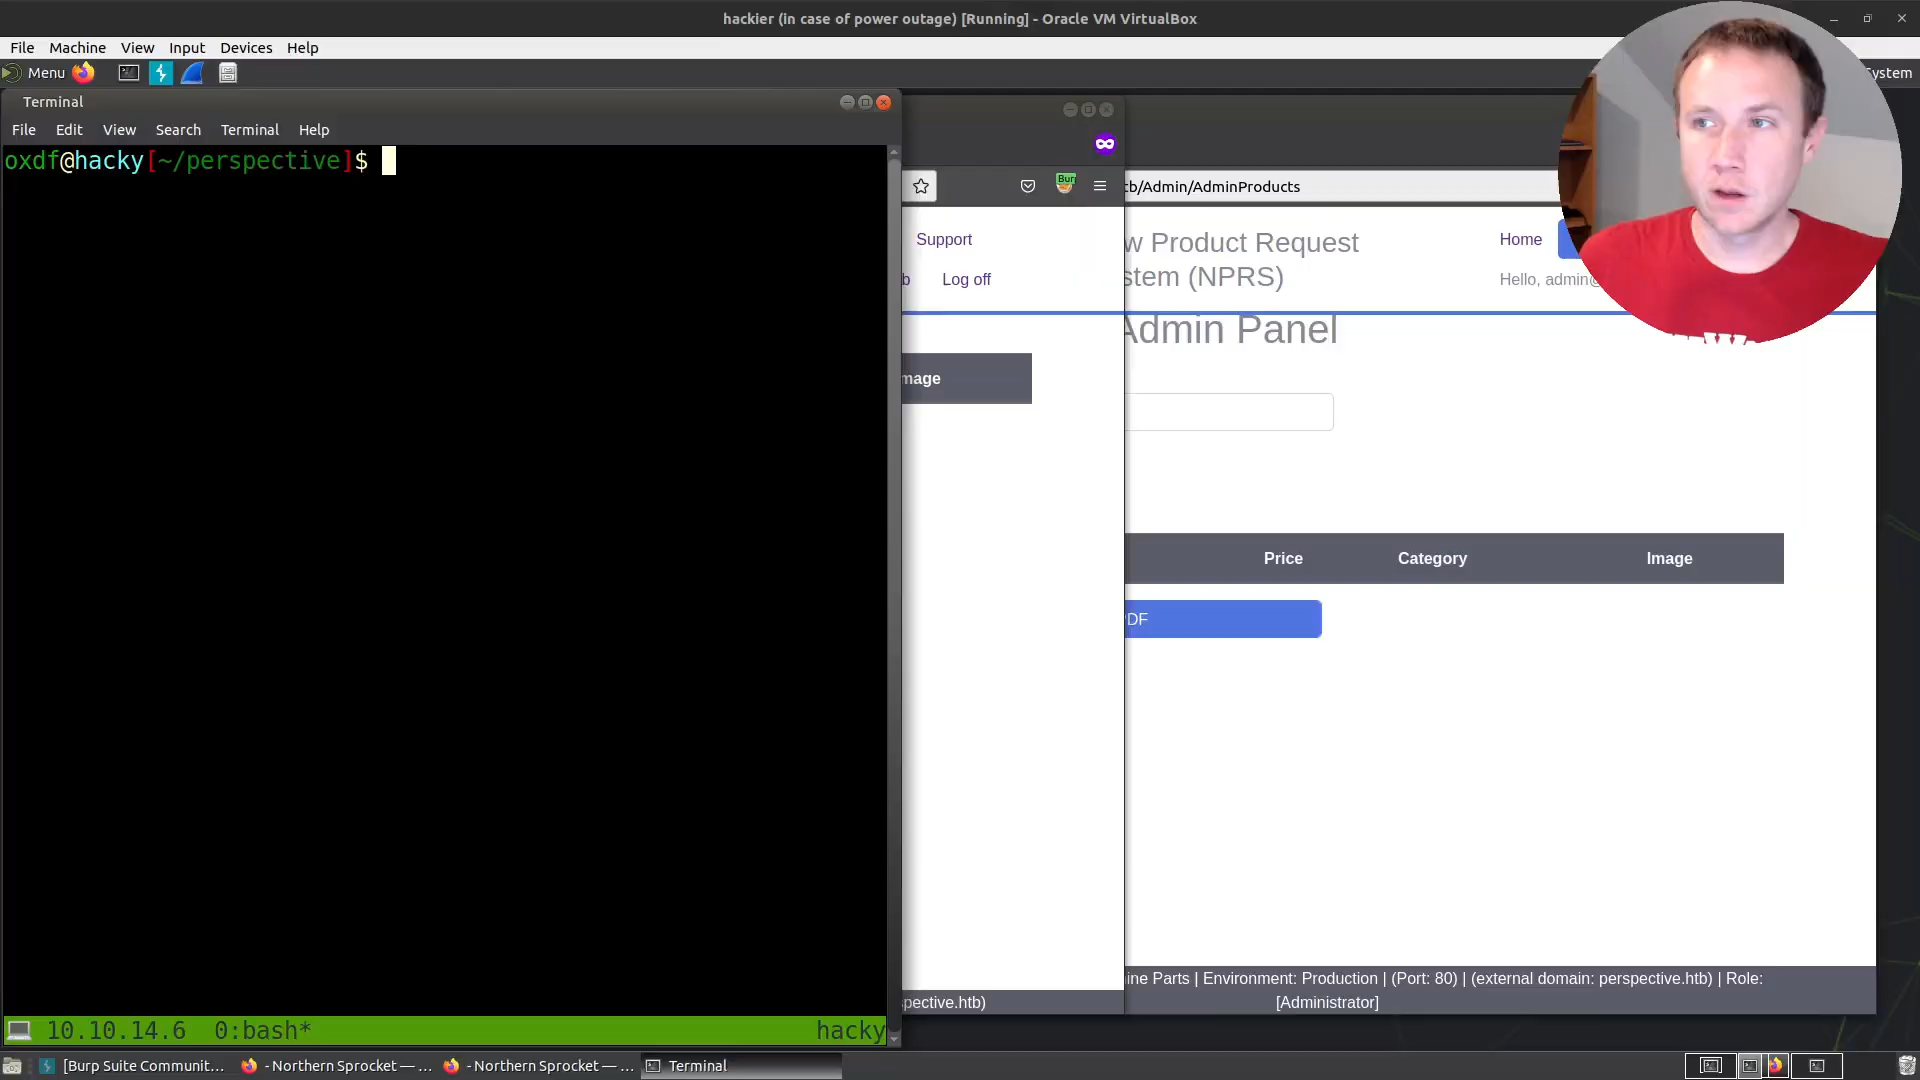 hackier (in case of power outage) [Running] - Oracle VM VirtualBox
File Machine View Input Devices Help
Menu
Terminal
File Edit View Search Terminal Help
oxdf@hacky[~/perspective]$
Burp
tb/Admin/AdminProducts
Support
b Log off
w Product Request
stem (NPRS)
Home
Hello, admin@
Admin Panel
mage
Price Category Image
PDF
ine Parts | Environment: Production | (Port: 80) | (external domain: perspective.htb) | Role:
[Administrator]
spective.htb)
10.10.14.6 0:bash* hacky
[Burp Suite Communit... - Northern Sprocket — ... - Northern Sprocket — ... Terminal